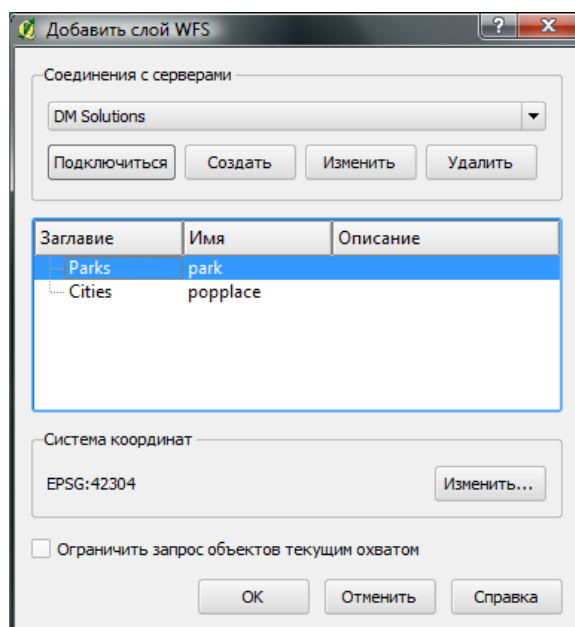 Добавить слой WFS
Соединения с серверами
DM Solutions
Подключиться Создать Изменить Удалить
Заглавие Имя Описание
Parks park
Cities popplace
Система координат
EPSG:42304 Изменить...
Ограничить запрос объектов текущим охватом
OK Отменить Справка